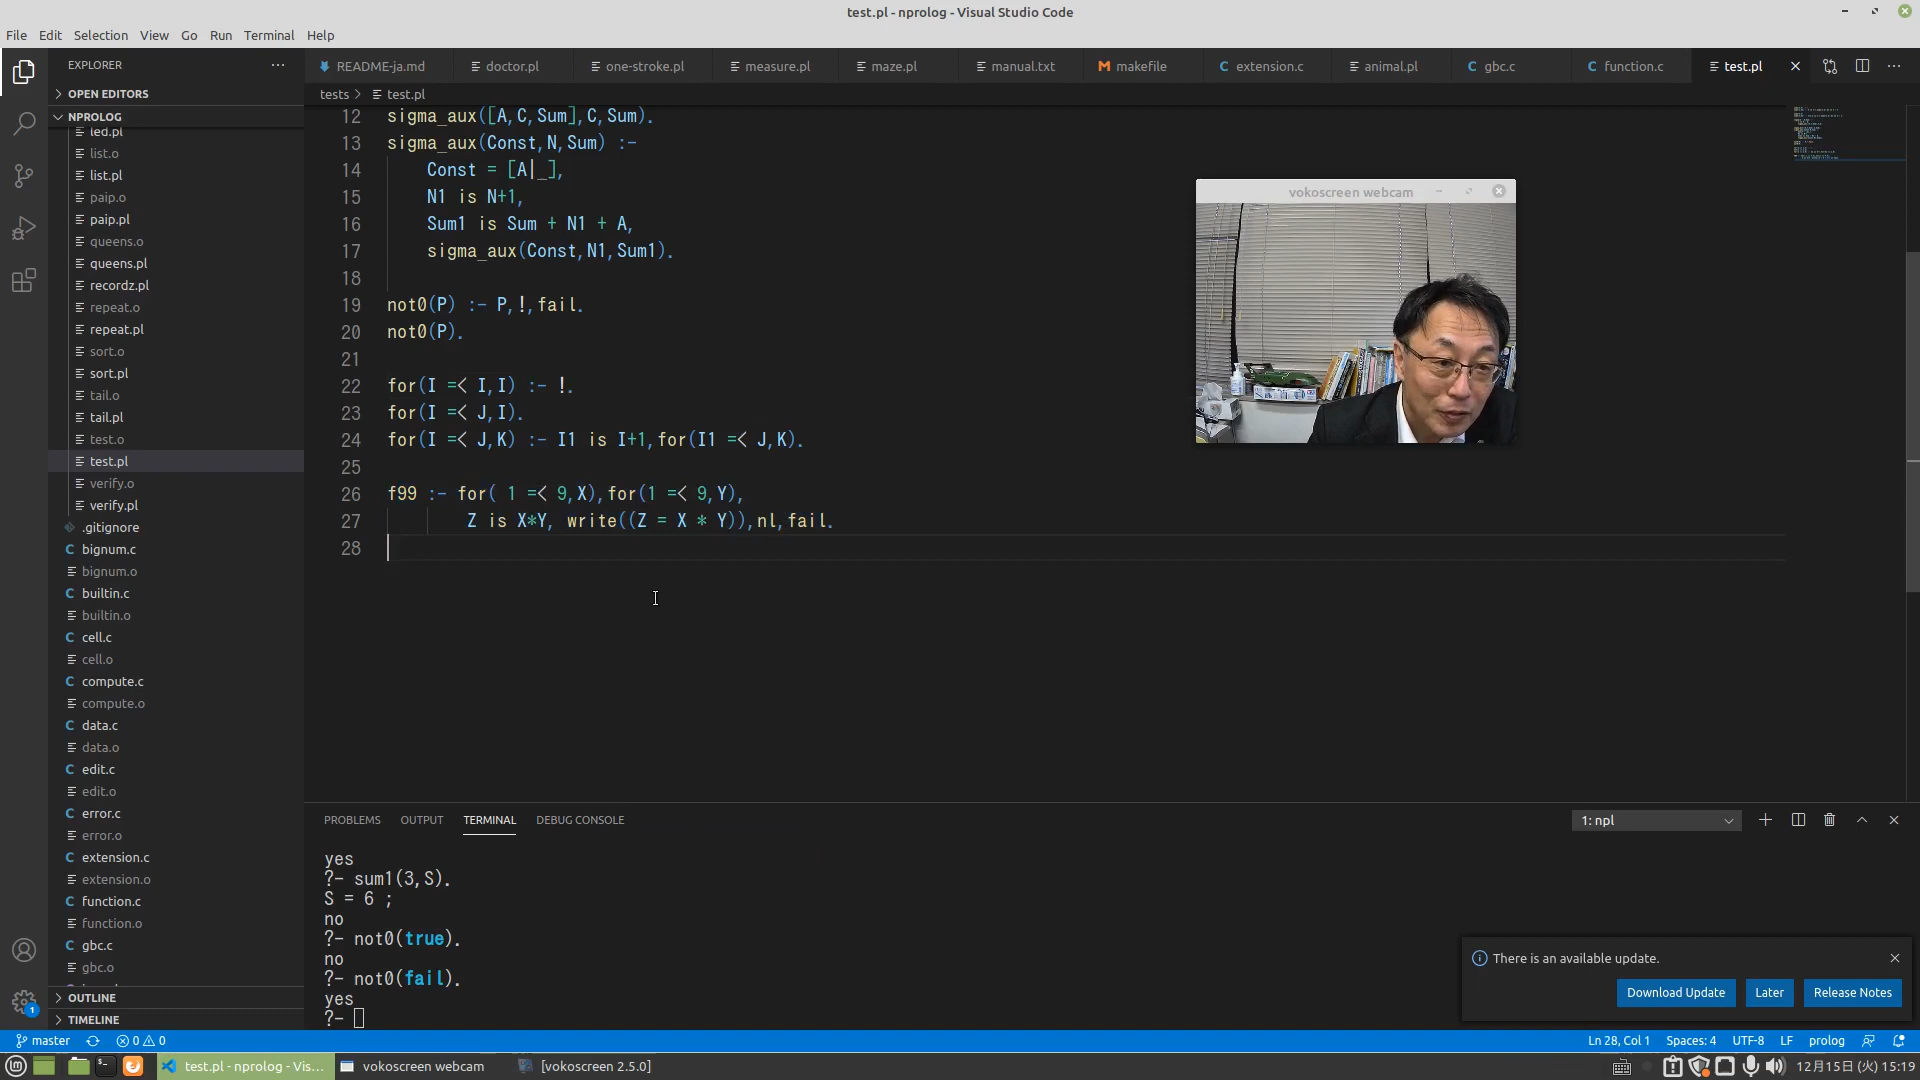 test.pl - nprolog - Visual Studio Code
File Edit Selection View Go Run Terminal Help
EXPLORER
README-ja.md doctor.pl one-stroke.pl measure.pl maze.pl manual.txt makefile extension.c animal.pl gbc.c function.c test.pl
OPEN EDITORS
tests > test.pl
NPROLOG
led.pl
list.o
list.pl
paip.o
paip.pl
queens.o
queens.pl
recordz.pl
repeat.o
repeat.pl
sort.o
sort.pl
tail.o
tail.pl
test.o
test.pl
verify.o
verify.pl
.gitignore
bignum.c
bignum.o
builtin.c
builtin.o
cell.c
cell.o
compute.c
compute.o
data.c
data.o
edit.c
edit.o
error.c
error.o
extension.c
extension.o
function.c
function.o
gbc.c
gbc.o
OUTLINE
TIMELINE
12 sigma_aux([A,C,Sum],C,Sum).
13 sigma_aux(Const,N,Sum) :-
14 Const = [A|_],
15 N1 is N+1,
16 Sum1 is Sum + N1 + A,
17 sigma_aux(Const,N1,Sum1).
18
19 not0(P) :- P,!,fail.
20 not0(P).
21
22 for(I =< I,I) :- !.
23 for(I =< J,I).
24 for(I =< J,K) :- I1 is I+1,for(I1 =< J,K).
25
26 f99 :- for( 1 =< 9,X),for(1 =< 9,Y),
27 Z is X*Y, write((Z = X * Y)),nl,fail.
28
vokoscreen webcam
PROBLEMS OUTPUT TERMINAL DEBUG CONSOLE
1: npl
yes
?- sum1(3,S).
S = 6 ;
no
?- not0(true).
no
?- not0(fail).
yes
?-
There is an available update.
Download Update Later Release Notes
1
master 0 0
Ln 28, Col 1 Spaces: 4 UTF-8 LF prolog
test.pl - nprolog - Vis... vokoscreen webcam [vokoscreen 2.5.0]
12月15日 (火) 15:19